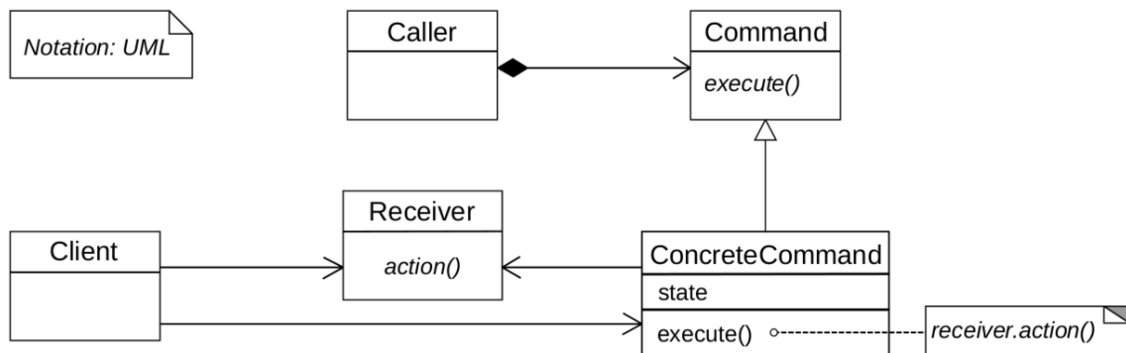 Notation: UML
Caller
Command
execute()
Client
Receiver
action()
ConcreteCommand
state
execute()
receiver.action()